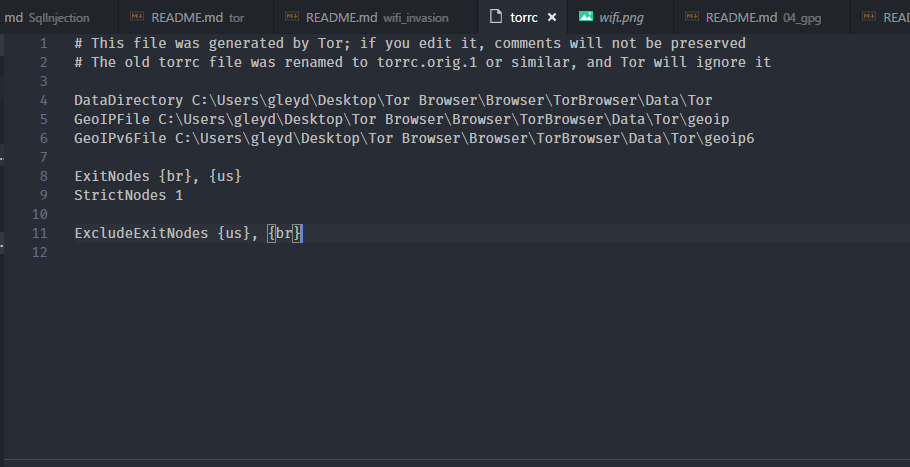 md SqlInjection README.md tor README.md wifi_invasion torrc × wifi.png README.md 04_gpg REA
1 # This file was generated by Tor; if you edit it, comments will not be preserved
2 # The old torrc file was renamed to torrc.orig.1 or similar, and Tor will ignore it
3
4 DataDirectory C:\Users\gleyd\Desktop\Tor Browser\Browser\TorBrowser\Data\Tor
5 GeoIPFile C:\Users\gleyd\Desktop\Tor Browser\Browser\TorBrowser\Data\Tor\geoip
6 GeoIPv6File C:\Users\gleyd\Desktop\Tor Browser\Browser\TorBrowser\Data\Tor\geoip6
7
8 ExitNodes {br}, {us}
9 StrictNodes 1
10
11 ExcludeExitNodes {us}, {br}
12